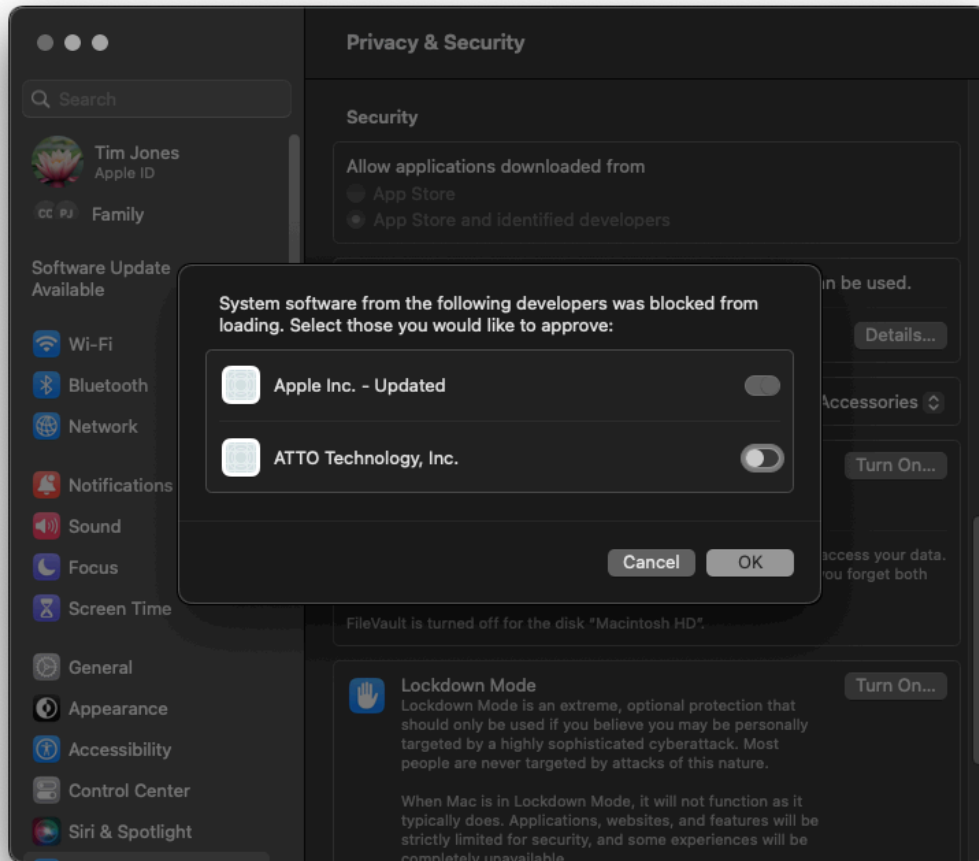 Privacy & Security
Search
Tim Jones
Apple ID
CC PJ Family
Software Update
Available
Wi-Fi
Bluetooth
Network
Notifications
Sound
Focus
Screen Time
General
Appearance
Accessibility
Control Center
Siri & Spotlight
Security
Allow applications downloaded from
App Store
App Store and identified developers
an be used.
Details...
Accessories
Turn On...
access your data.
you forget both
FileVault is turned off for the disk "Macintosh HD".
System software from the following developers was blocked from
loading. Select those you would like to approve:
Apple Inc. - Updated
ATTO Technology, Inc.
Cancel
OK
Lockdown Mode
Turn On...
Lockdown Mode is an extreme, optional protection that
should only be used if you believe you may be personally
targeted by a highly sophisticated cyberattack. Most
people are never targeted by attacks of this nature.
When Mac is in Lockdown Mode, it will not function as it
typically does. Applications, websites, and features will be
strictly limited for security, and some experiences will be
completely unavailable.